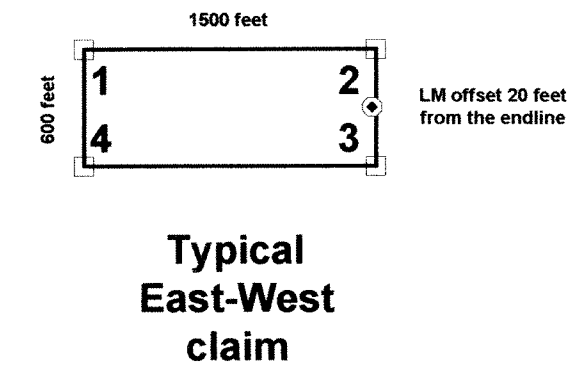 1500 feet
600 feet
1
2
LM offset 20 feet
from the endline
4
3
Typical
East-West
claim